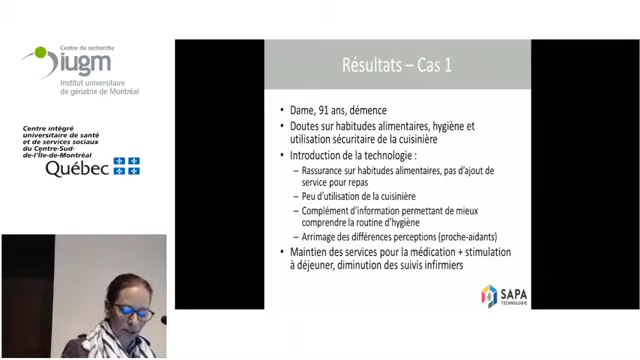 Centre de recherche
iugm
Institut universitaire
de gériatrie de Montréal
Centre intégré
universitaire de santé
et de services sociaux
du Centre-Sud-
de-l'Île-de-Montréal
Québec
Résultats – Cas 1
• Dame, 91 ans, démence
• Doutes sur habitudes alimentaires, hygiène et
utilisation sécuritaire de la cuisinière
• Introduction de la technologie :
– Rassurance sur habitudes alimentaires, pas d'ajout de
service pour repas
– Peu d'utilisation de la cuisinière
– Complément d'information permettant de mieux
comprendre la routine d'hygiène
– Arrimage des différences perceptions (proche-aidants)
• Maintien des services pour la médication + stimulation
à déjeuner, diminution des suivis infirmiers
SAPA
TECHNOLOGIE